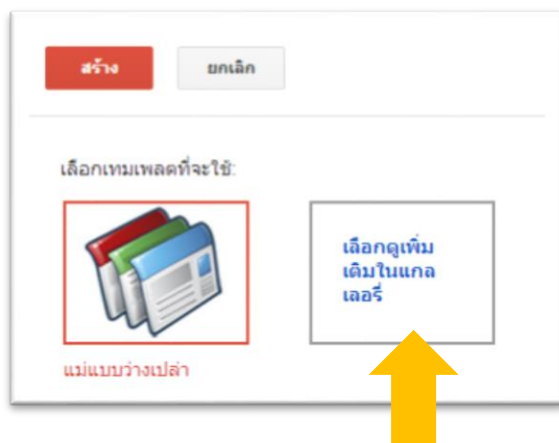 สร้าง ยกเลิก
เลือกเทมเพลตที่จะใช้:
เลือกดูเพิ่ม
เติมในแกล
เลอรี่
แม่แบบว่างเปล่า